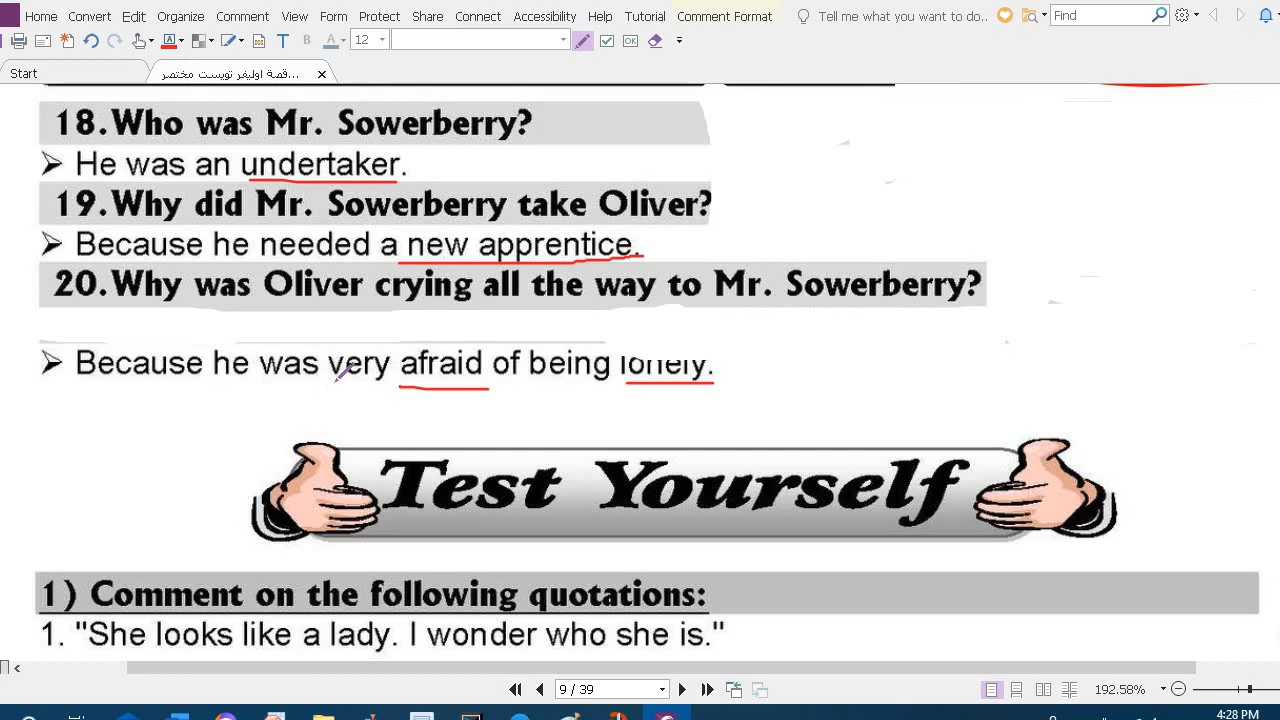 Home Convert Edit Organize Comment View Form Protect Share Connect Accessibility Help Tutorial Comment Format Tell me what you want to do.. Find
T B A 12 OK
Start قصة اوليفر تويست مختصر...
18.Who was Mr. Sowerberry?
➢ He was an undertaker.
19.Why did Mr. Sowerberry take Oliver?
➢ Because he needed a new apprentice.
20.Why was Oliver crying all the way to Mr. Sowerberry?
➢ Because he was very afraid of being lonely.
Test Yourself
1) Comment on the following quotations:
1. "She looks like a lady. I wonder who she is."
9 / 39 192.58%
4:28 PM